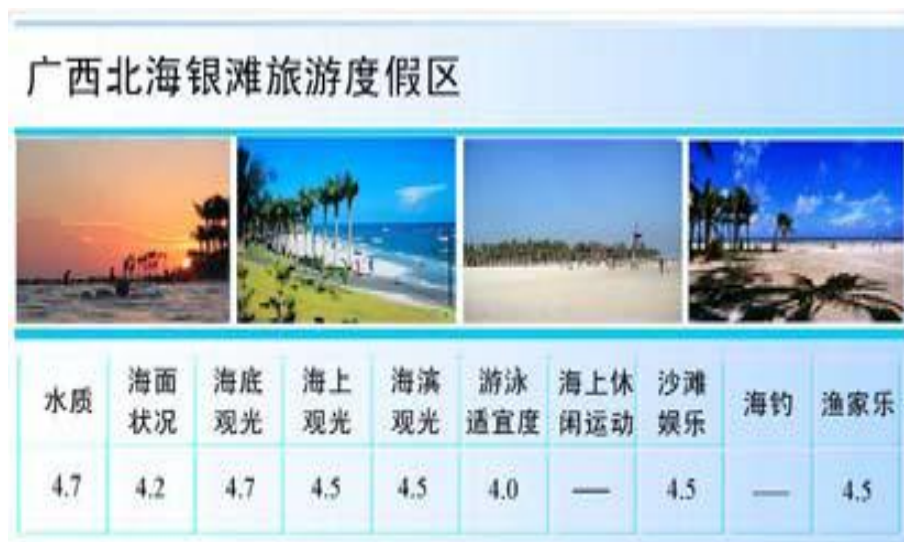 广西北海银滩旅游度假区
水质 海面状况 海底观光 海上观光 海滨观光 游泳适宜度 海上休闲运动 沙滩娱乐 海钓 渔家乐
4.7 4.2 4.7 4.5 4.5 4.0 — 4.5 — 4.5